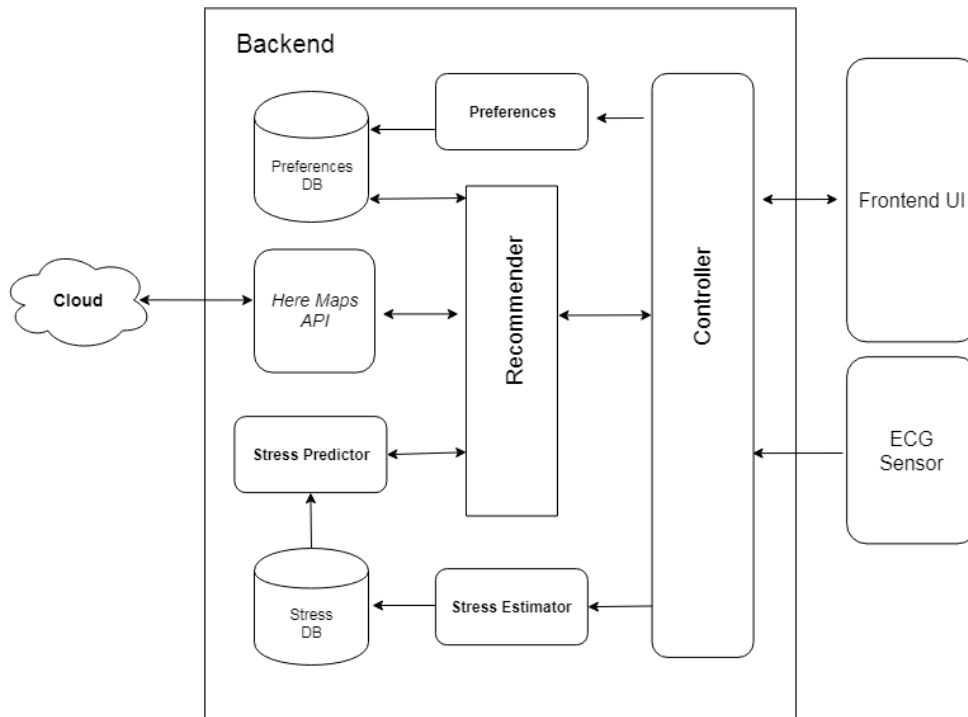 Backend
Preferences
Preferences
DB
Frontend UI
Cloud
Here Maps
API
Recommender
Controller
Stress Predictor
ECG
Sensor
Stress
DB
Stress Estimator